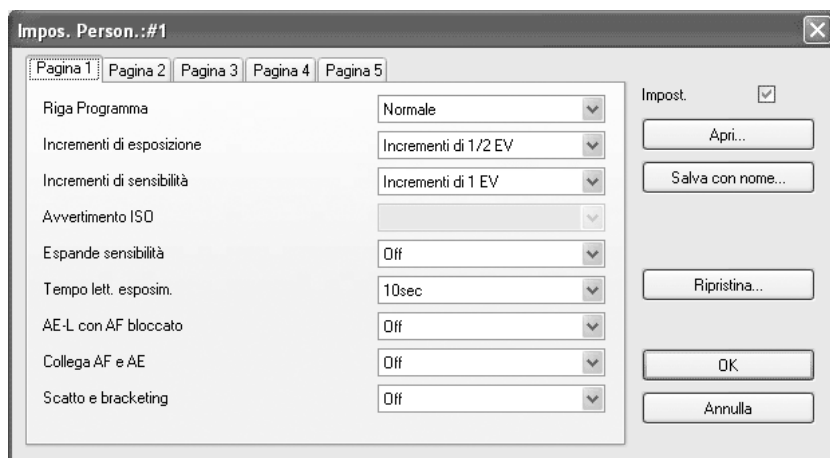 Impos. Person.:#1
Pagina 1 Pagina 2 Pagina 3 Pagina 4 Pagina 5
Riga Programma Normale
Incrementi di esposizione Incrementi di 1/2 EV
Incrementi di sensibilità Incrementi di 1 EV
Avvertimento ISO
Espande sensibilità Off
Tempo lett. esposim. 10sec
AE-L con AF bloccato Off
Collega AF e AE Off
Scatto e bracketing Off
Impost.
Apri...
Salva con nome...
Ripristina...
OK
Annulla